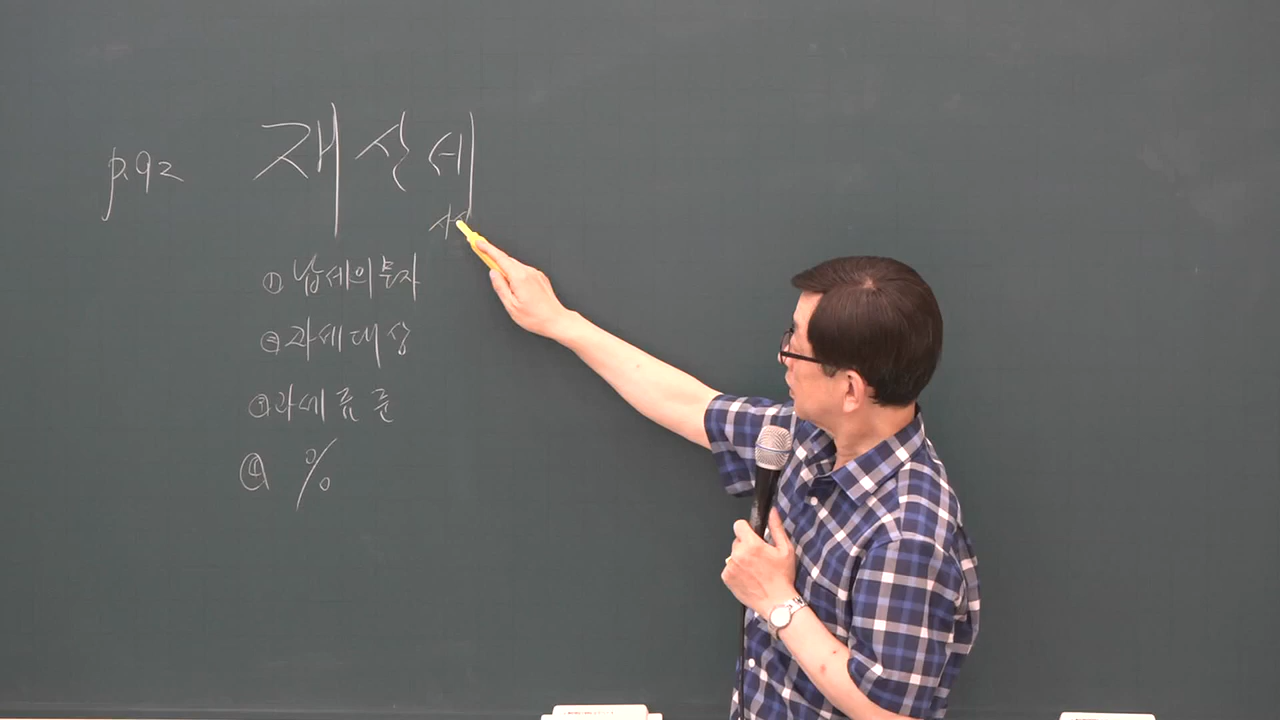 p.92 재산세
① 납세의무자
② 과세대상
③ 과세표준
④ %